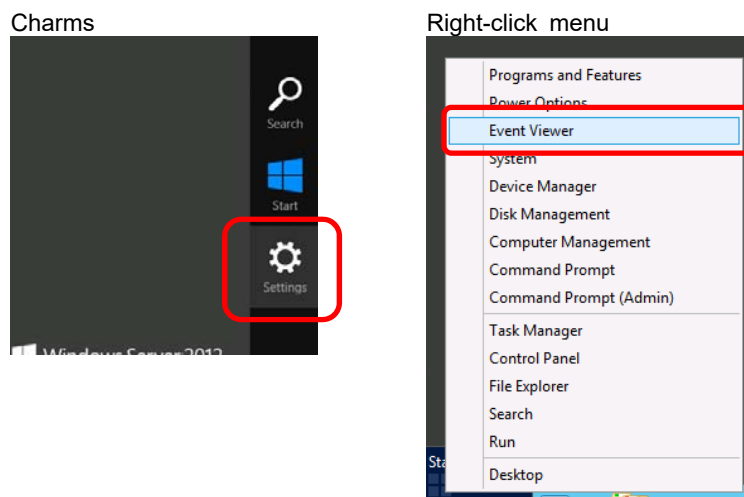 Charms
Search
Start
Settings
Windows Server 2012
Right-click menu
Programs and Features
Power Options
Event Viewer
System
Device Manager
Disk Management
Computer Management
Command Prompt
Command Prompt (Admin)
Task Manager
Control Panel
File Explorer
Search
Run
Desktop
Sta